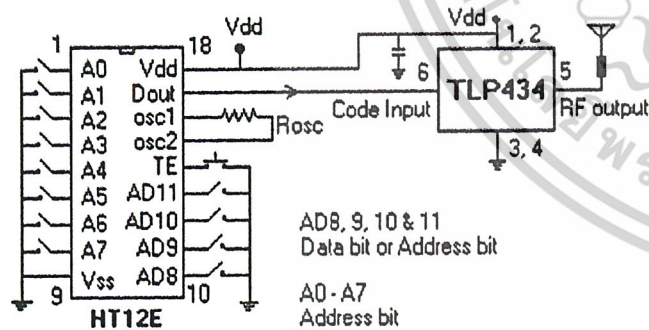 Vdd
Vdd
1 18
1, 2
A0 Vdd
6 TLP434 5
A1 Dout
Code Input RF output
A2 osc1
Rosc
A3 osc2
3, 4
A4 TE
A5 AD11
A6 AD10
AD8, 9, 10 & 11
A7 AD9
Data bit or Address bit
Vss AD8
9 10
A0 - A7
HT12E
Address bit